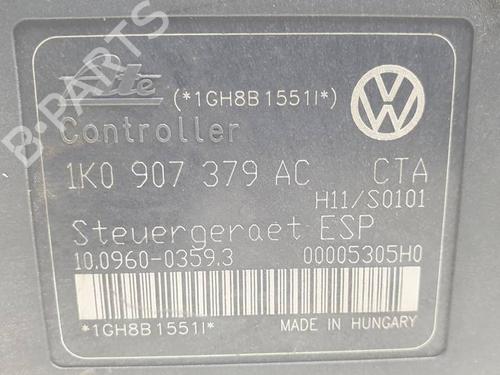 Ate (*1GH8B1551I*)
Controller
1K0 907 379 AC CTA
H11/S0101
Steuergeraet ESP
10.0960-0359.3 00005305H0
*1GH8B1551I* MADE IN HUNGARY
B-PARTS